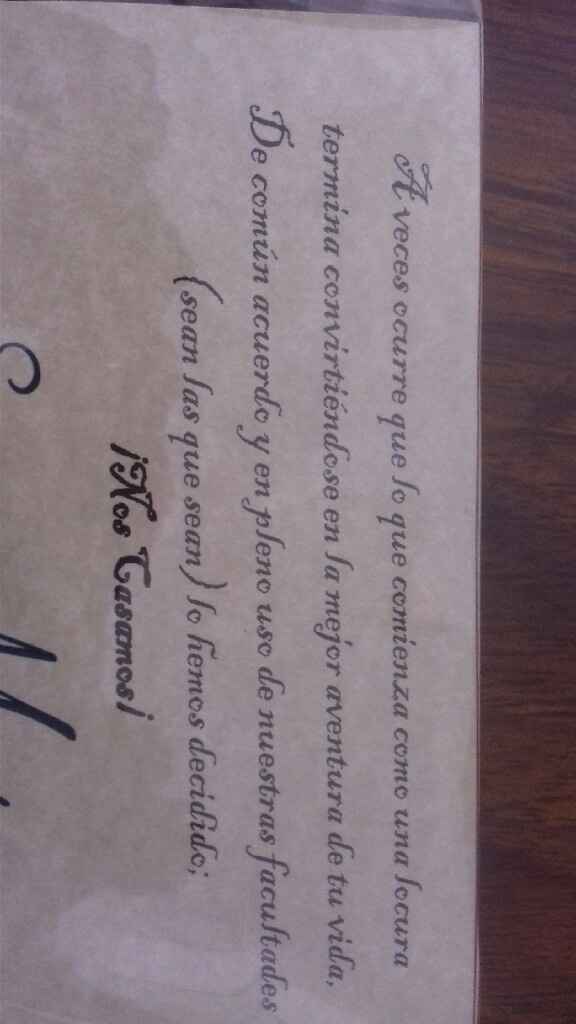 A veces ocurre que lo que comienza como una locura
termina convirtiéndose en la mejor aventura de tu vida,
De común acuerdo y en pleno uso de nuestras facultades
(sean las que sean) lo hemos decidido;
¡Nos Casamos¡